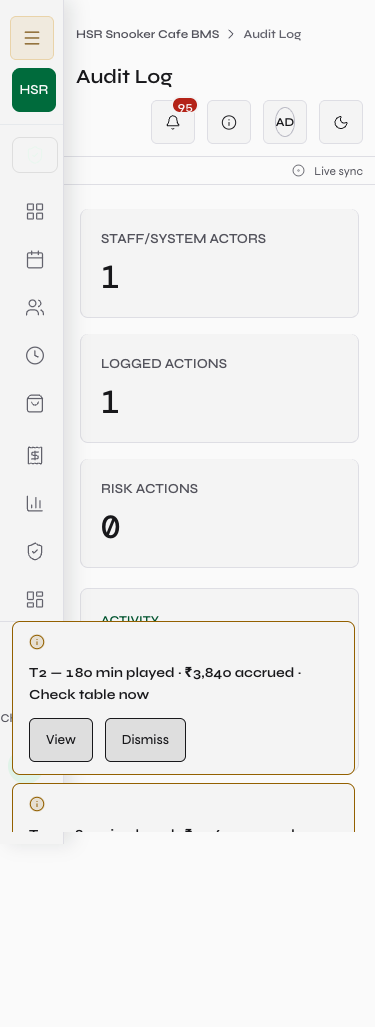 HSR Snooker Cafe BMS > Audit Log
HSR
Audit Log
95
AD
Live sync
STAFF/SYSTEM ACTORS
1
LOGGED ACTIONS
1
RISK ACTIONS
0
ACTIVITY
T2 — 180 min played · ₹3,840 accrued ·
Check table now
View Dismiss